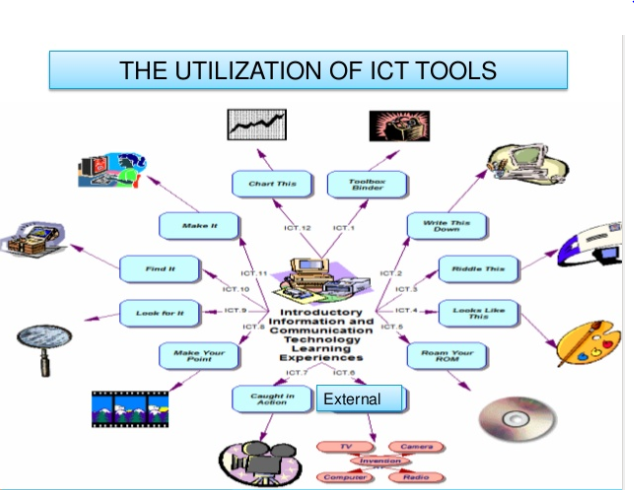 THE UTILIZATION OF ICT TOOLS
Chart This
Toolbox
Binder
Make It
Write This
Down
ICT.12
ICT.1
Find It
ICT.11
ICT.2
Riddle This
ICT.10
ICT.3
Look for It
ICT.9
ICT.4
Looks Like
This
Introductory
Information and
Communication
Technology
Learning
Experiences
ICT.8
ICT.5
Make Your
Point
Roam Your
ROM
ICT.7
ICT.6
Caught in
Action
External
TV
Camera
Invention
Computer
Radio